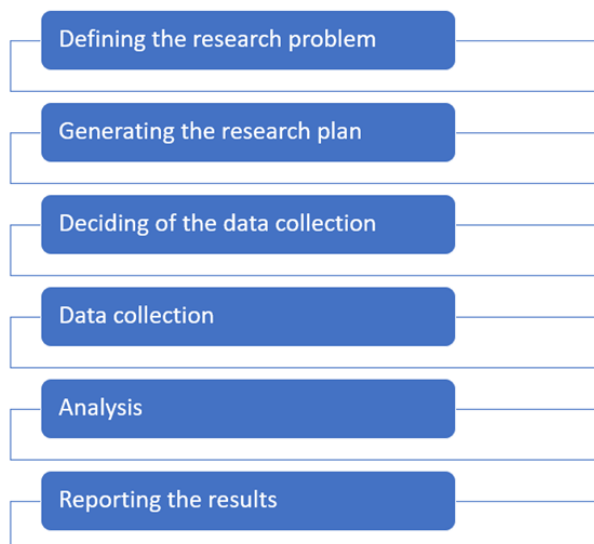 Defining the research problem
Generating the research plan
Deciding of the data collection
Data collection
Analysis
Reporting the results